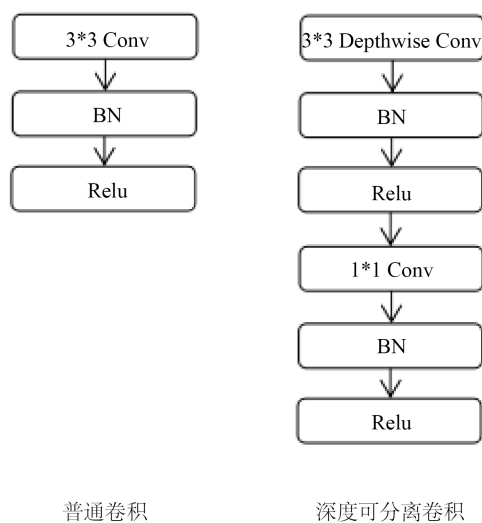 3*3 Conv
BN
Relu
普通卷积
3*3 Depthwise Conv
BN
Relu
1*1 Conv
BN
Relu
深度可分离卷积